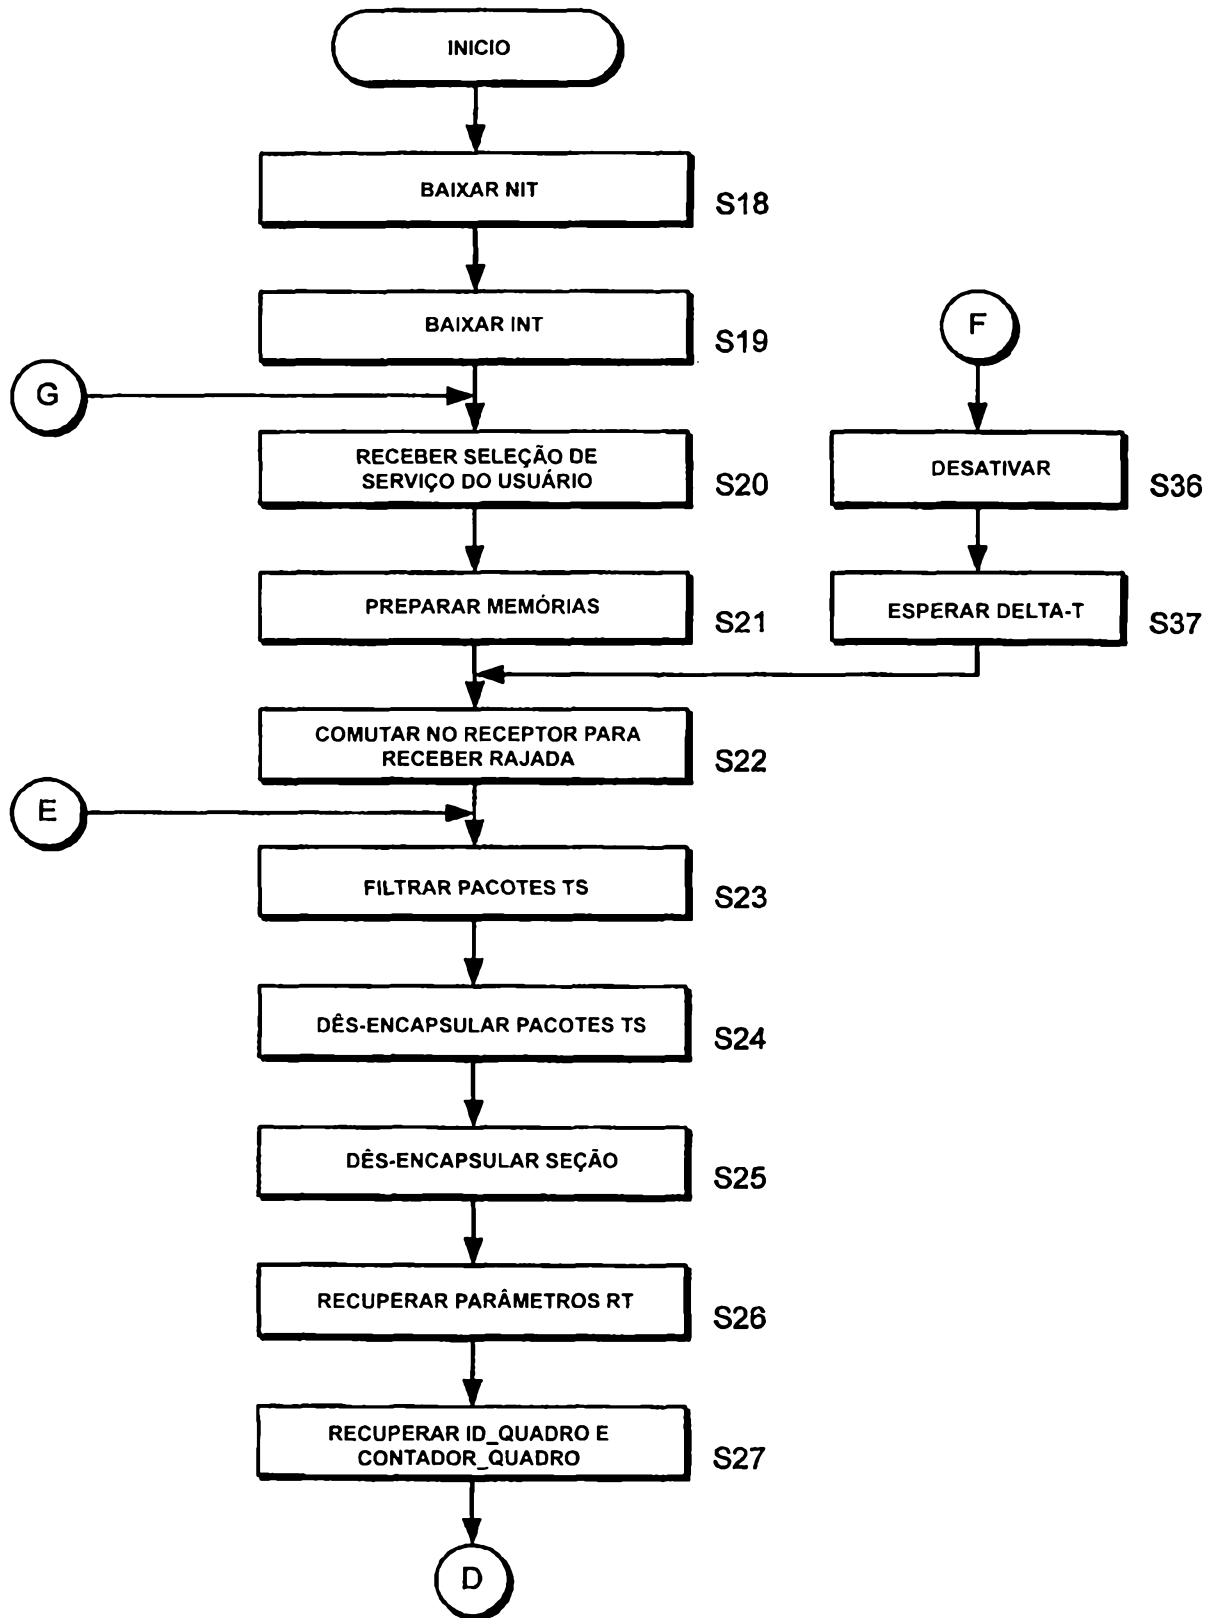 INICIO
BAIXAR NIT
S18
BAIXAR INT
S19
F
G
RECEBER SELEÇÃO DE
SERVIÇO DO USUÁRIO
S20
DESATIVAR
S36
PREPARAR MEMÓRIAS
S21
ESPERAR DELTA-T
S37
COMUTAR NO RECEPTOR PARA
RECEBER RAJADA
S22
E
FILTRAR PACOTES TS
S23
DÊS-ENCAPSULAR PACOTES TS
S24
DÊS-ENCAPSULAR SEÇÃO
S25
RECUPERAR PARÂMETROS RT
S26
RECUPERAR ID_QUADRO E
CONTADOR_QUADRO
S27
D